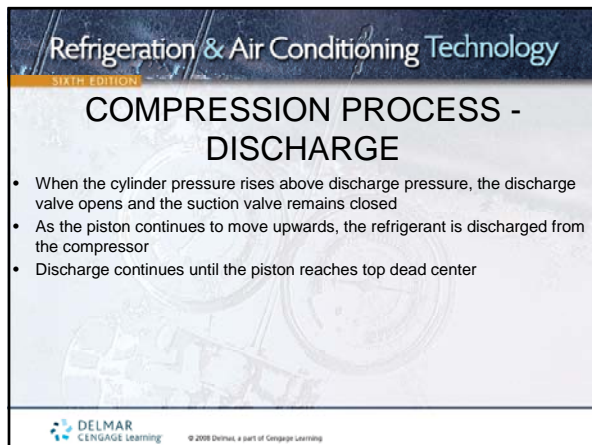 Refrigeration & Air Conditioning Technology
SIXTH EDITION
COMPRESSION PROCESS -
DISCHARGE
• When the cylinder pressure rises above discharge pressure, the discharge
valve opens and the suction valve remains closed
• As the piston continues to move upwards, the refrigerant is discharged from
the compressor
• Discharge continues until the piston reaches top dead center
DELMAR
CENGAGE Learning
© 2008 Delmar, a part of Cengage Learning